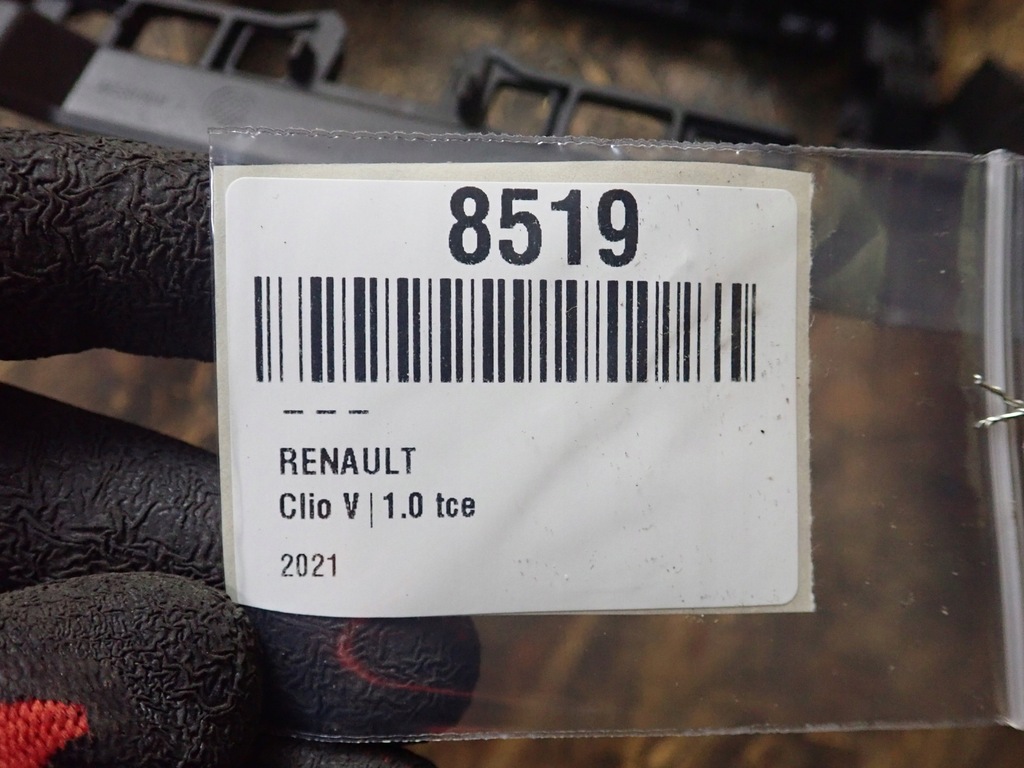 8519
---
RENAULT
Clio V | 1.0 tce
2021